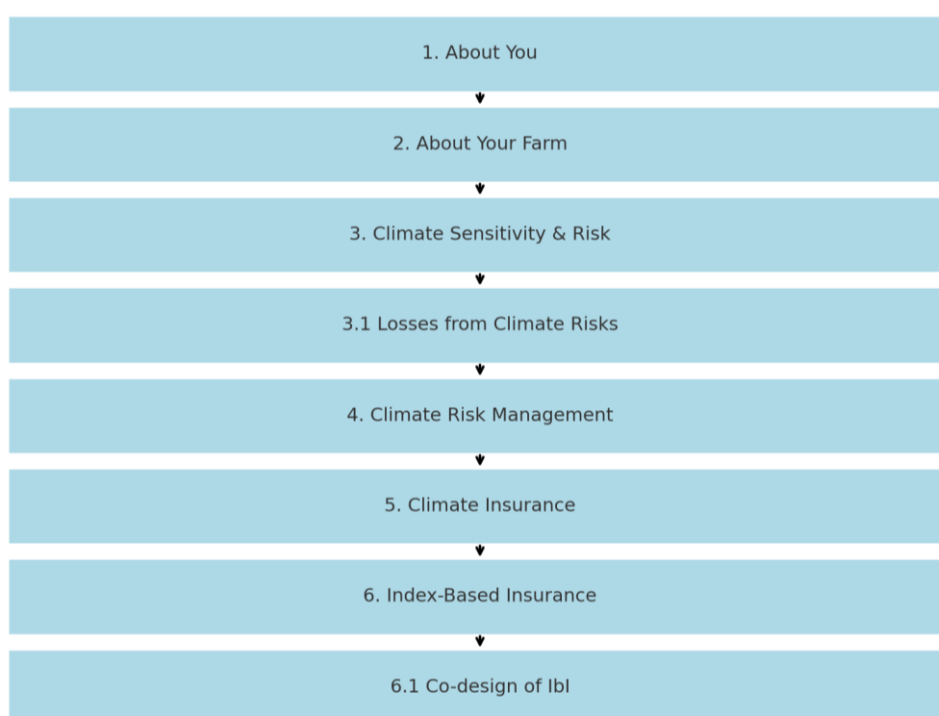 1. About You
2. About Your Farm
3. Climate Sensitivity & Risk
3.1 Losses from Climate Risks
4. Climate Risk Management
5. Climate Insurance
6. Index-Based Insurance
6.1 Co-design of IbI